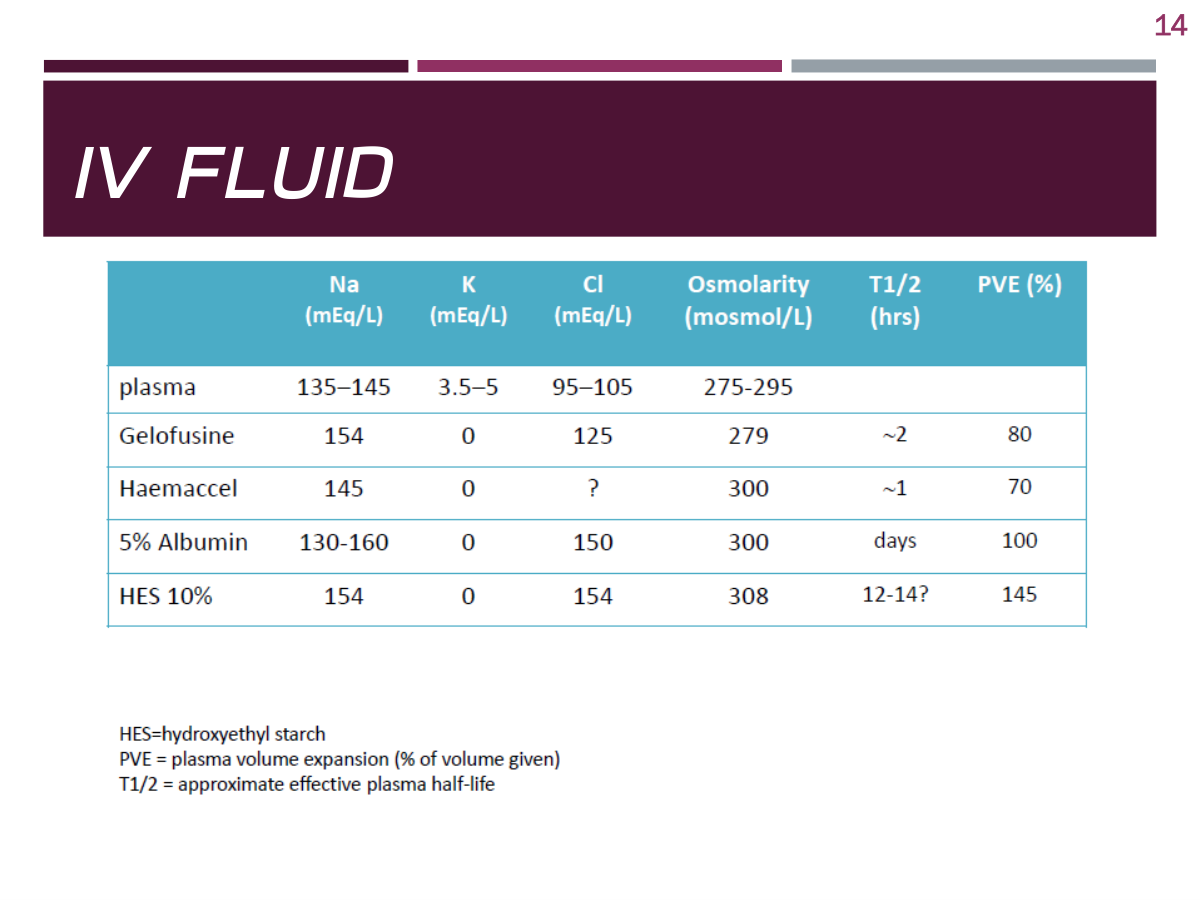 14
IV FLUID
Na K Cl Osmolarity T1/2 PVE (%)
(mEq/L) (mEq/L) (mEq/L) (mosmol/L) (hrs)
plasma 135–145 3.5–5 95–105 275-295
Gelofusine 154 0 125 279 ~2 80
Haemaccel 145 0 ? 300 ~1 70
5% Albumin 130-160 0 150 300 days 100
HES 10% 154 0 154 308 12-14? 145
HES=hydroxyethyl starch
PVE = plasma volume expansion (% of volume given)
T1/2 = approximate effective plasma half-life